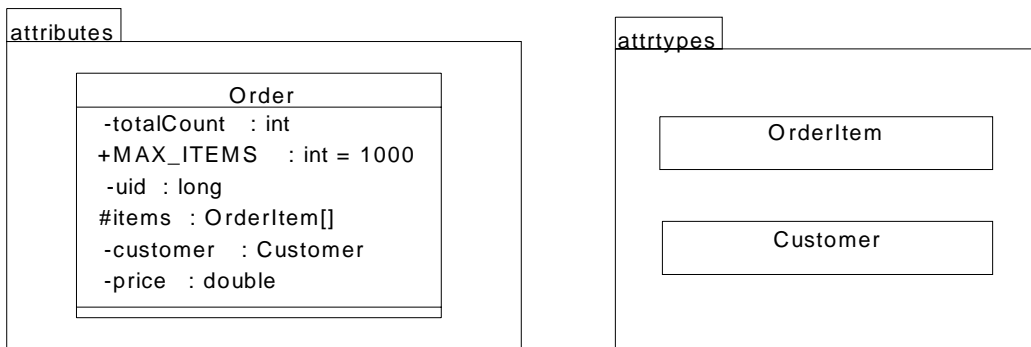 attributes
Order
-totalCount : int
+MAX_ITEMS : int = 1000
-uid : long
#items : OrderItem[]
-customer : Customer
-price : double
attrtypes
OrderItem
Customer